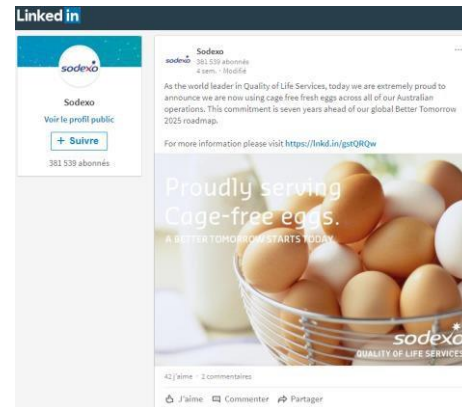 Linked in
sodexo
Sodexo
Voir le profil public
+ Suivre
381 539 abonnés
sodexo
Sodexo
381 539 abonnés
4 sem. · Modifié
...
As the world leader in Quality of Life Services, today we are extremely proud to
announce we are now using cage free fresh eggs across all of our Australian
operations. This commitment is seven years ahead of our global Better Tomorrow
2025 roadmap.
For more information please visit https://lnkd.in/gstQRQw
Proudly serving
Cage-free eggs.
A BETTER TOMORROW STARTS TODAY
sodexo
QUALITY OF LIFE SERVICES
42 j'aime · 2 commentaires
J'aime Commenter Partager